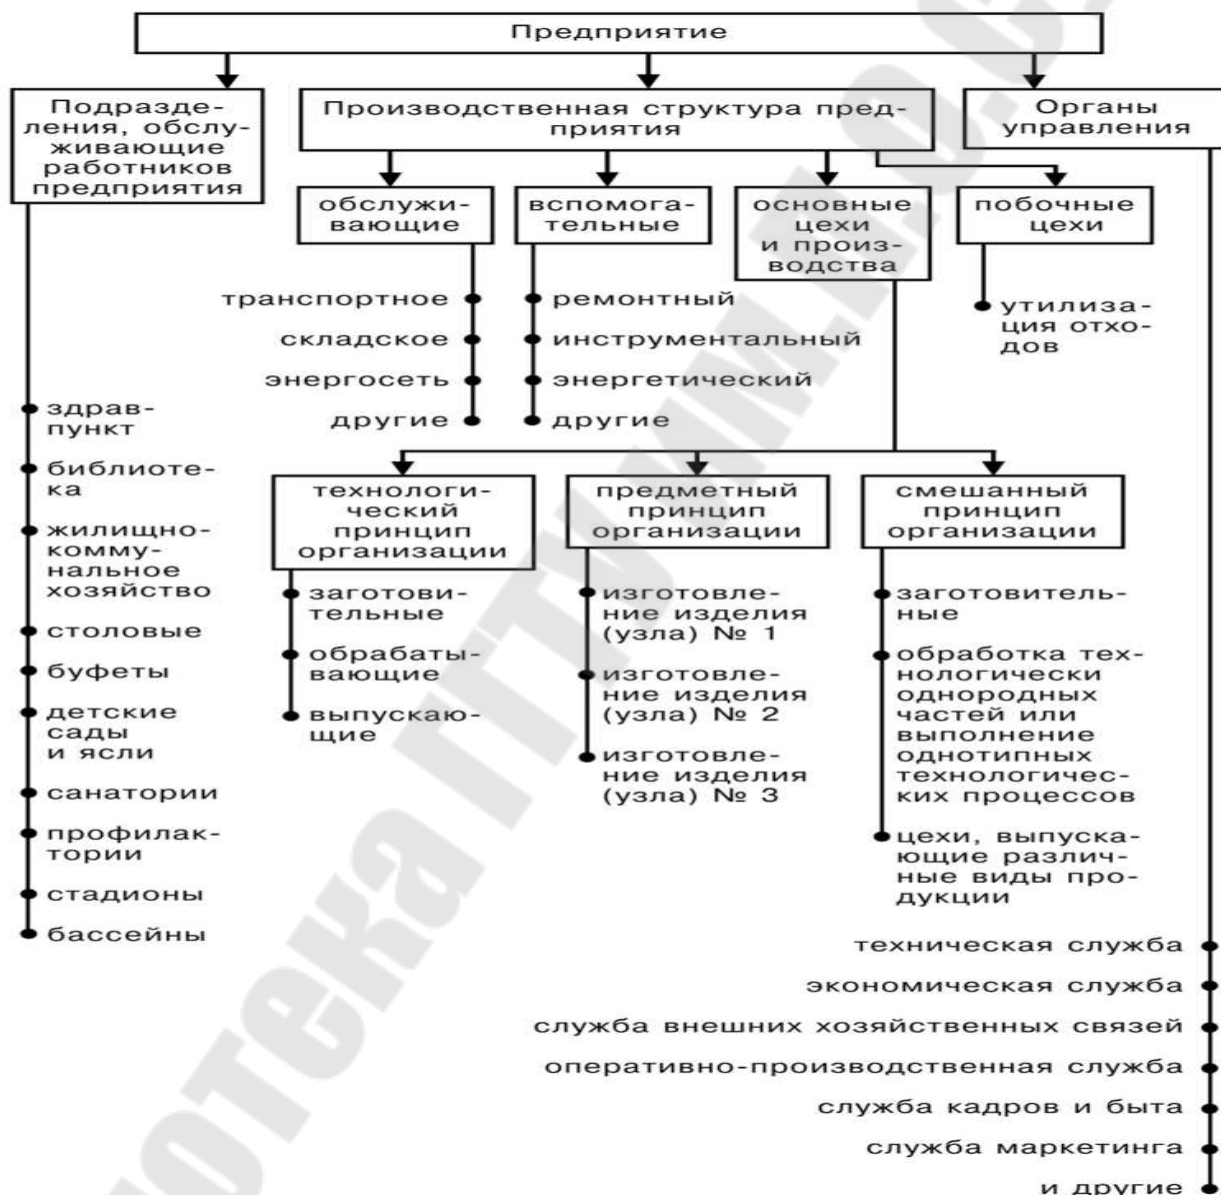 Предприятие
Подразде-
ления, обслу-
живающие
работников
предприятия
Производственная структура пред-
приятия
Органы
управления
обслужи-
вающие
вспомога-
тельные
основные
цехи
и произ-
водства
побочные
цехи
транспортное
складское
энергосеть
другие
ремонтный
инструментальный
энергетический
другие
утилиза-
ция отхо-
дов
здрав-
пункт
библиоте-
ка
жилищно-
комму-
нальное
хозяйство
столовые
буфеты
детские
сады
и ясли
санатории
профилак-
тории
стадионы
бассейны
технологи-
ческий
принцип
организации
заготови-
тельные
обрабаты-
вающие
выпускаю-
щие
предметный
принцип
организации
изготовле-
ние изделия
(узла) № 1
изготовле-
ние изделия
(узла) № 2
изготовле-
ние изделия
(узла) № 3
смешанный
принцип
организации
заготовитель-
ные
обработка тех-
нологически
однородных
частей или
выполнение
однотипных
технологичес-
ких процессов
цехи, выпуска-
ющие различ-
ные виды про-
дукции
техническая служба
экономическая служба
служба внешних хозяйственных связей
оперативно-производственная служба
служба кадров и быта
служба маркетинга
и другие